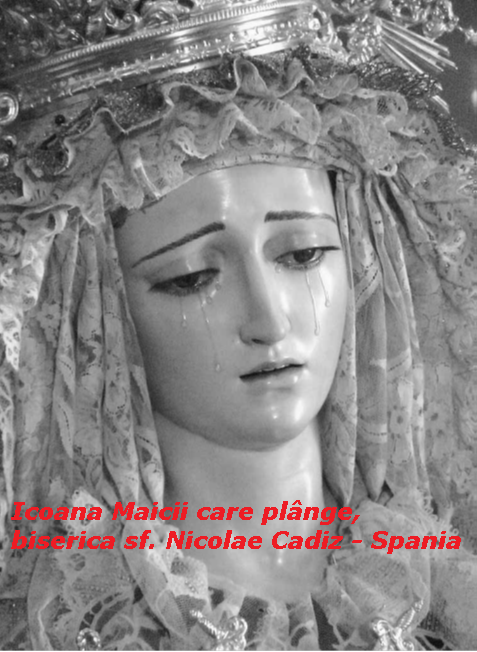 Icoana Maicii care plânge,
biserica sf. Nicolae Cadiz - Spania